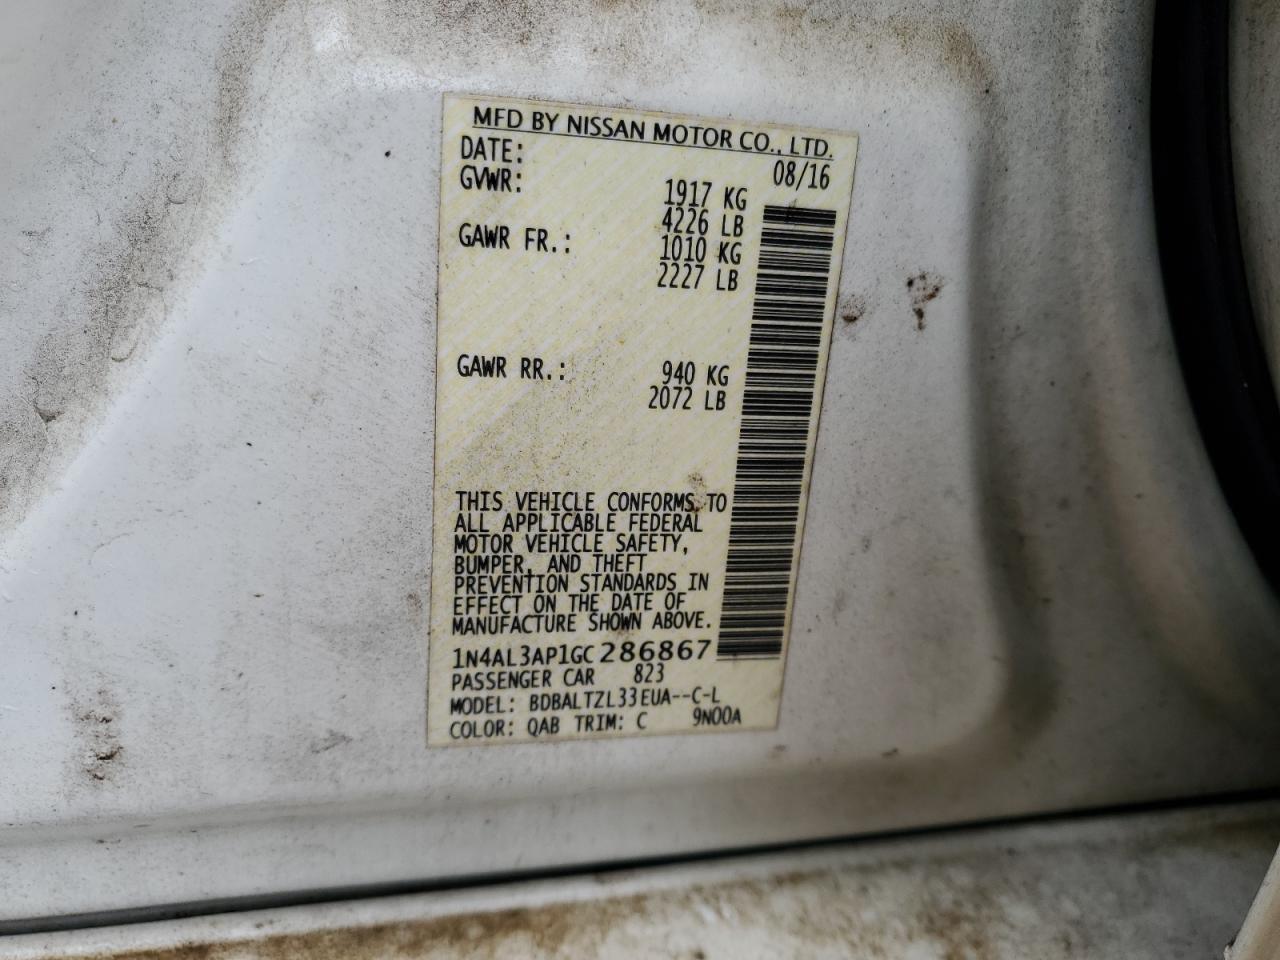 MFD BY NISSAN MOTOR CO., LTD.
DATE: 08/16
GVWR: 1917 KG
4226 LB
GAWR FR.: 1010 KG
2227 LB
GAWR RR.: 940 KG
2072 LB
THIS VEHICLE CONFORMS TO
ALL APPLICABLE FEDERAL
MOTOR VEHICLE SAFETY,
BUMPER, AND THEFT
PREVENTION STANDARDS IN
EFFECT ON THE DATE OF
MANUFACTURE SHOWN ABOVE.
1N4AL3AP1GC286867
PASSENGER CAR 823
MODEL: BDBALTZL33EUA--C-L
COLOR: QAB TRIM: C 9N00A